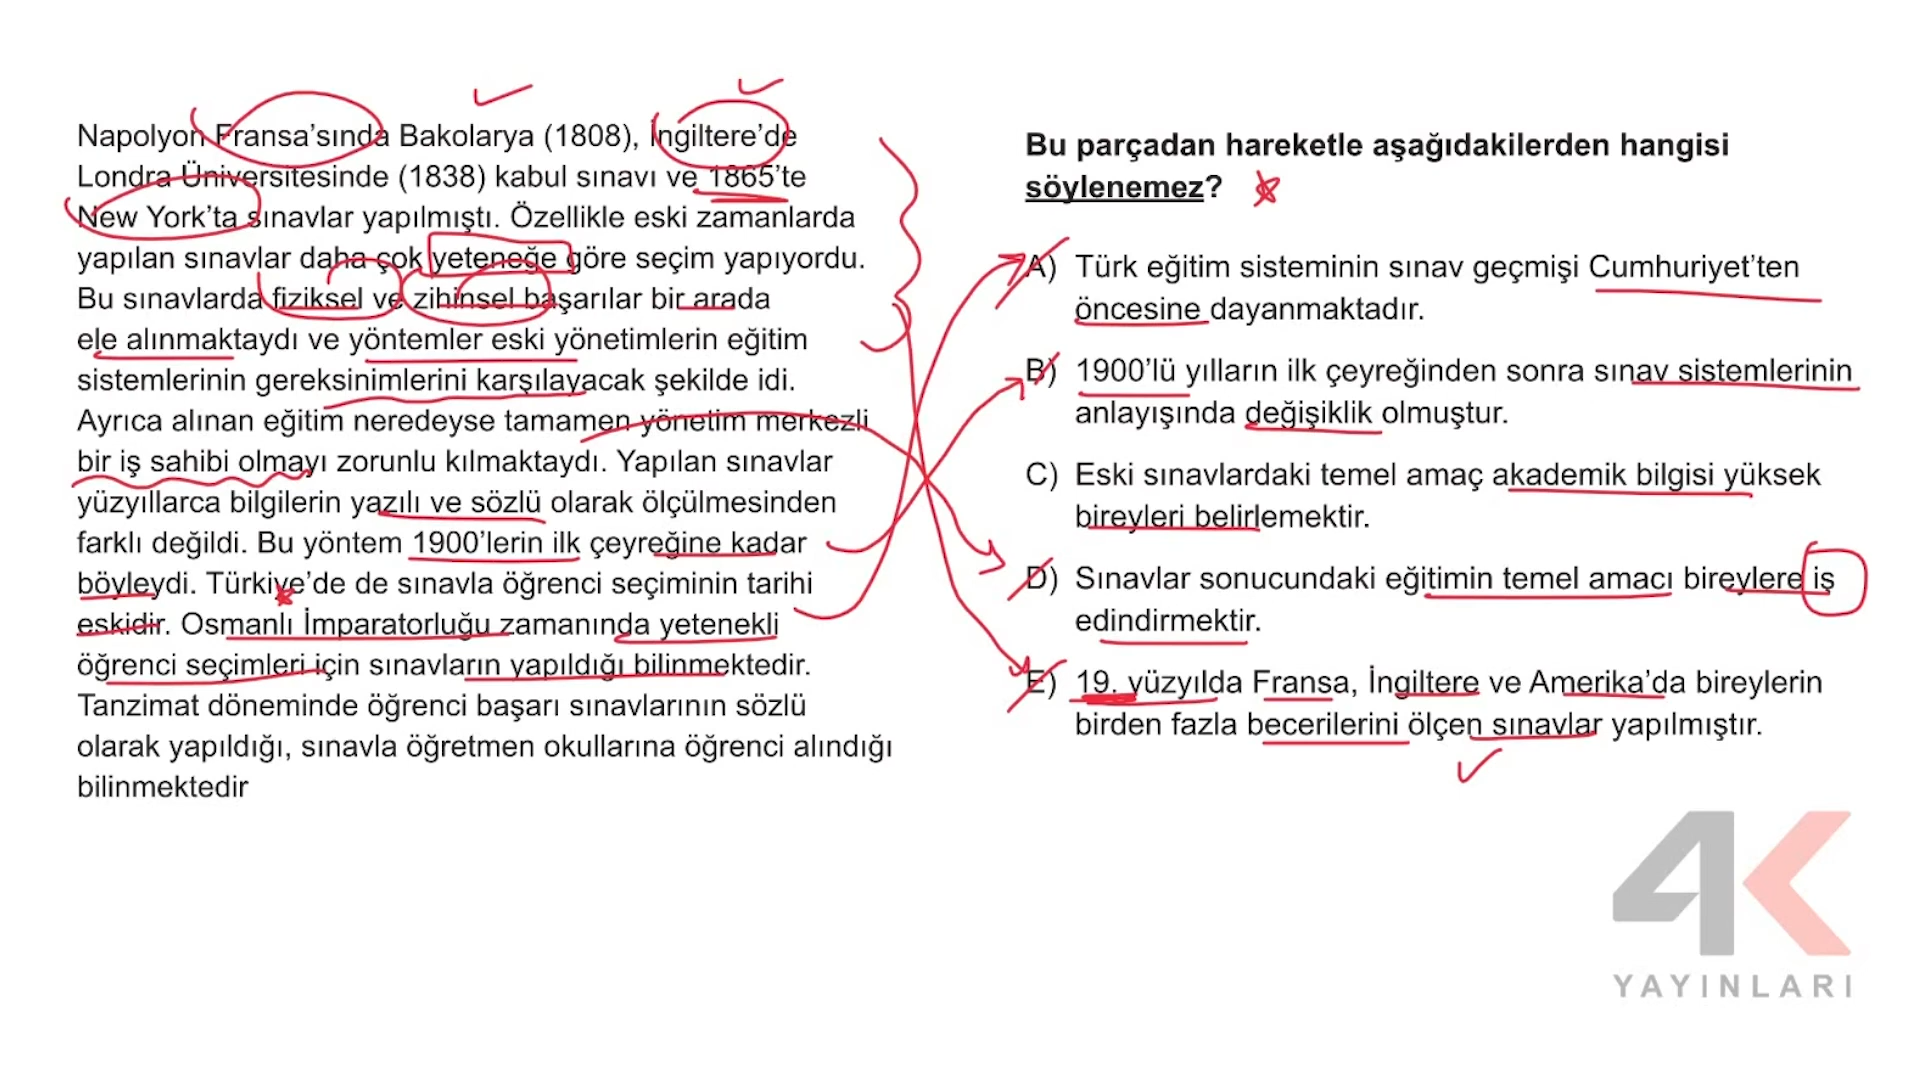 Napolyon Fransa’sında Bakolarya (1808), İngiltere’de
Londra Üniversitesinde (1838) kabul sınavı ve 1865’te
New York’ta sınavlar yapılmıştı. Özellikle eski zamanlarda
yapılan sınavlar daha çok yeteneğe göre seçim yapıyordu.
Bu sınavlarda fiziksel ve zihinsel başarılar bir arada
ele alınmaktaydı ve yöntemler eski yönetimlerin eğitim
sistemlerinin gereksinimlerini karşılayacak şekilde idi.
Ayrıca alınan eğitim neredeyse tamamen yönetim merkezli
bir iş sahibi olmayı zorunlu kılmaktaydı. Yapılan sınavlar
yüzyıllarca bilgilerin yazılı ve sözlü olarak ölçülmesinden
farklı değildi. Bu yöntem 1900’lerin ilk çeyreğine kadar
böyleydi. Türkiye’de de sınavla öğrenci seçiminin tarihi
eskidir. Osmanlı İmparatorluğu zamanında yetenekli
öğrenci seçimleri için sınavların yapıldığı bilinmektedir.
Tanzimat döneminde öğrenci başarı sınavlarının sözlü
olarak yapıldığı, sınavla öğretmen okullarına öğrenci alındığı
bilinmektedir
Bu parçadan hareketle aşağıdakilerden hangisi
söylenemez?
A) Türk eğitim sisteminin sınav geçmişi Cumhuriyet’ten
öncesine dayanmaktadır.
B) 1900’lü yılların ilk çeyreğinden sonra sınav sistemlerinin
anlayışında değişiklik olmuştur.
C) Eski sınavlardaki temel amaç akademik bilgisi yüksek
bireyleri belirlemektir.
D) Sınavlar sonucundaki eğitimin temel amacı bireylere iş
edindirmektir.
E) 19. yüzyılda Fransa, İngiltere ve Amerika’da bireylerin
birden fazla becerilerini ölçen sınavlar yapılmıştır.
4K
YAYINLARI